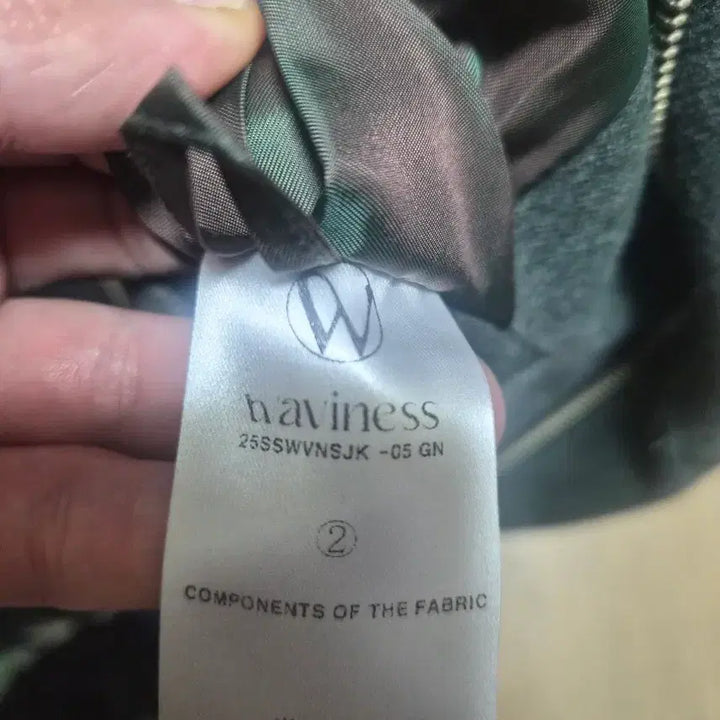 W
waviness
25SSWVNSJK -05 GN
②
COMPONENTS OF THE FABRIC